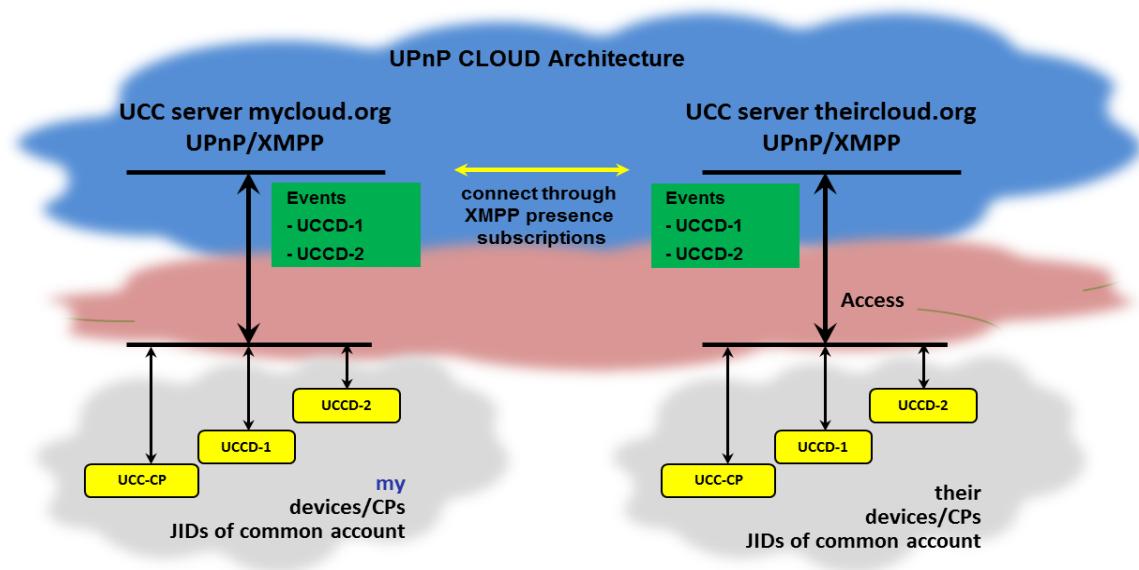 UPnP CLOUD Architecture
UCC server mycloud.org
UPnP/XMPP
UCC server theircloud.org
UPnP/XMPP
Events
- UCCD-1
- UCCD-2
connect through
XMPP presence
subscriptions
Events
- UCCD-1
- UCCD-2
Access
UCCD-2
UCCD-1
UCC-CP
my
devices/CPs
JIDs of common account
UCCD-2
UCCD-1
UCC-CP
their
devices/CPs
JIDs of common account